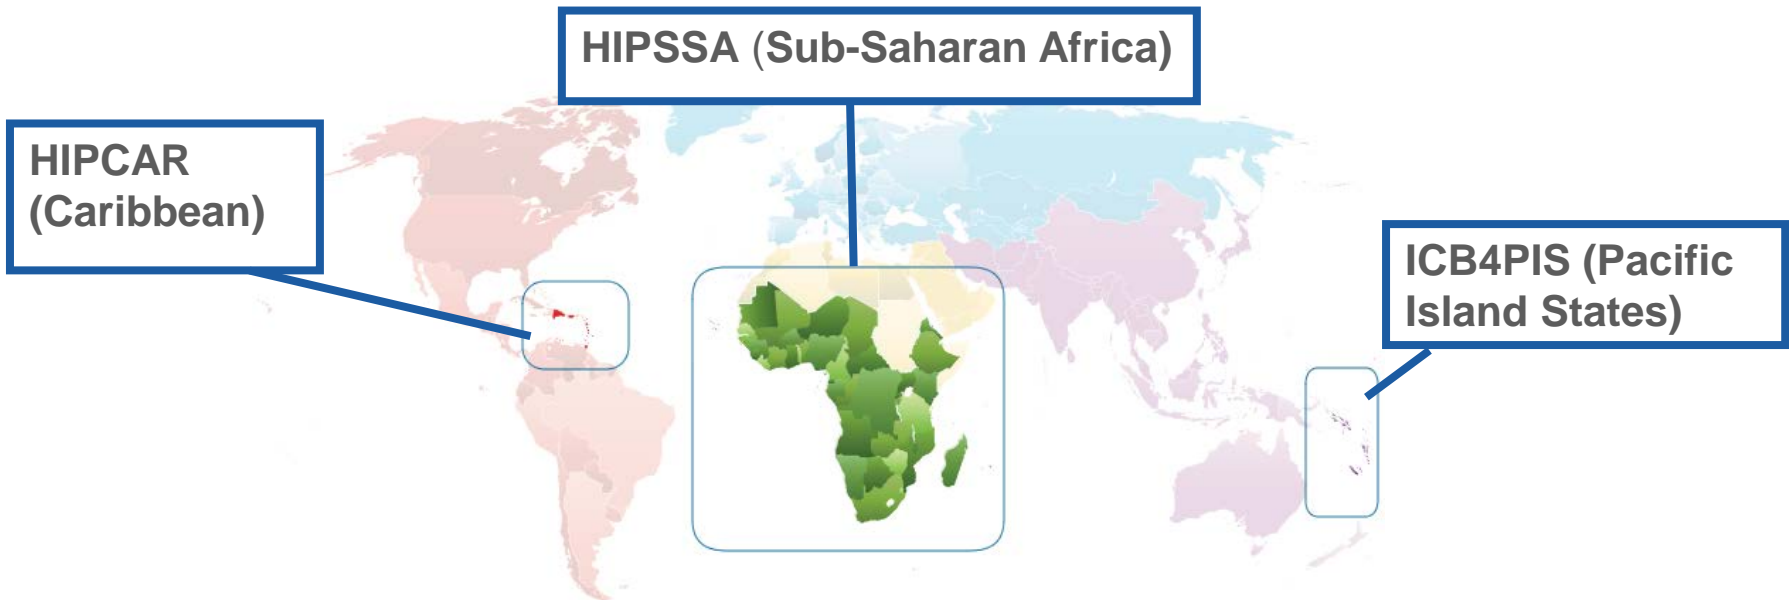 HIPSSA (Sub-Saharan Africa)
HIPCAR
(Caribbean)
ICB4PIS (Pacific
Island States)